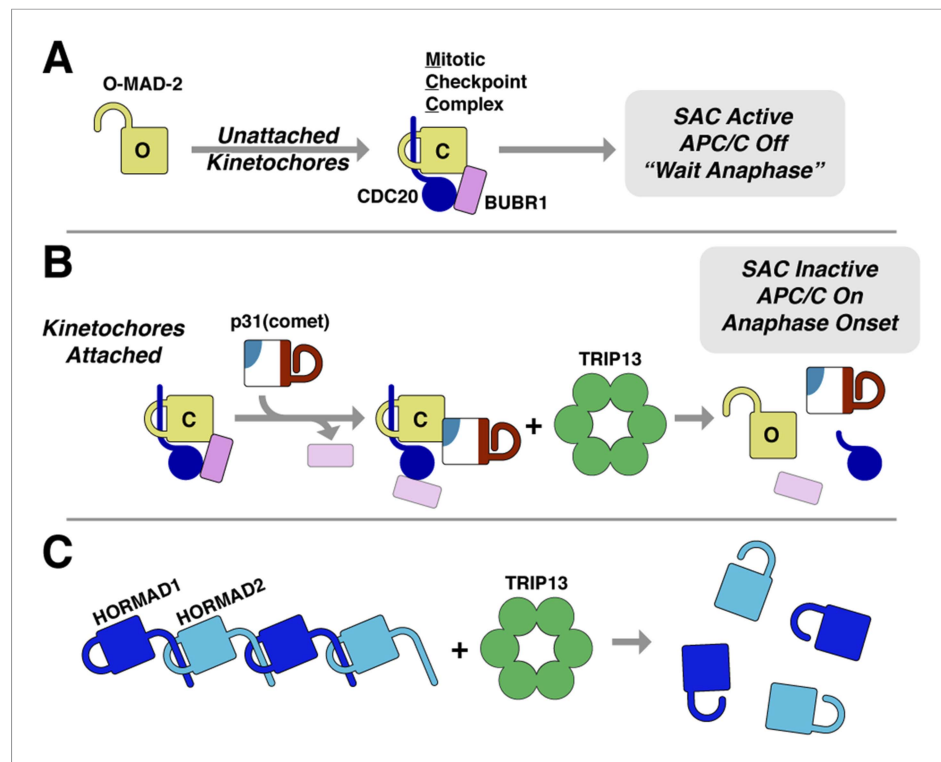 A
O-MAD-2
O
Unattached
Kinetochores
Mitotic
Checkpoint
Complex
C
CDC20
BUBR1
SAC Active
APC/C Off
“Wait Anaphase”
B
Kinetochores
Attached
p31(comet)
C
C
+
TRIP13
SAC Inactive
APC/C On
Anaphase Onset
O
C
HORMAD1
HORMAD2
+
TRIP13